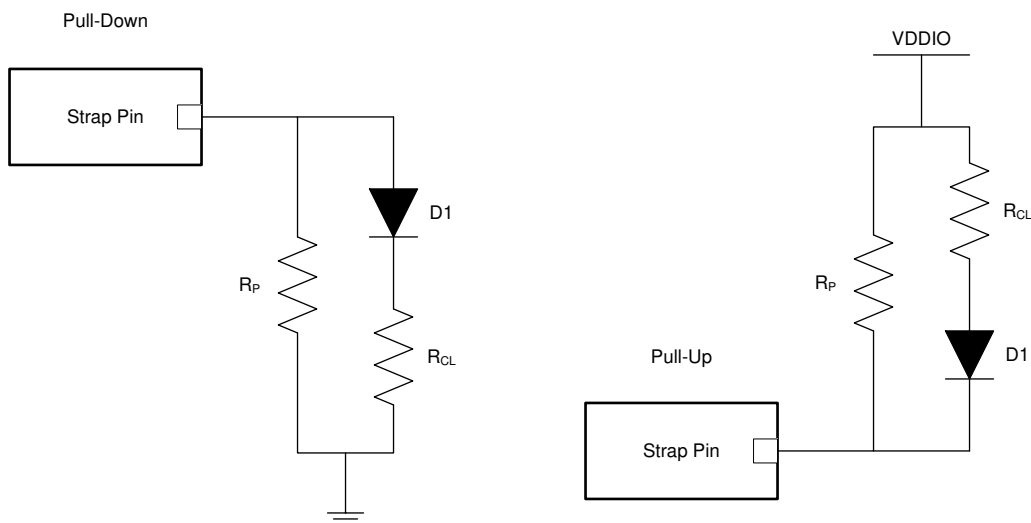 Pull-Down
Strap Pin
D1
RP
RCL
VDDIO
RCL
RP
D1
Pull-Up
Strap Pin